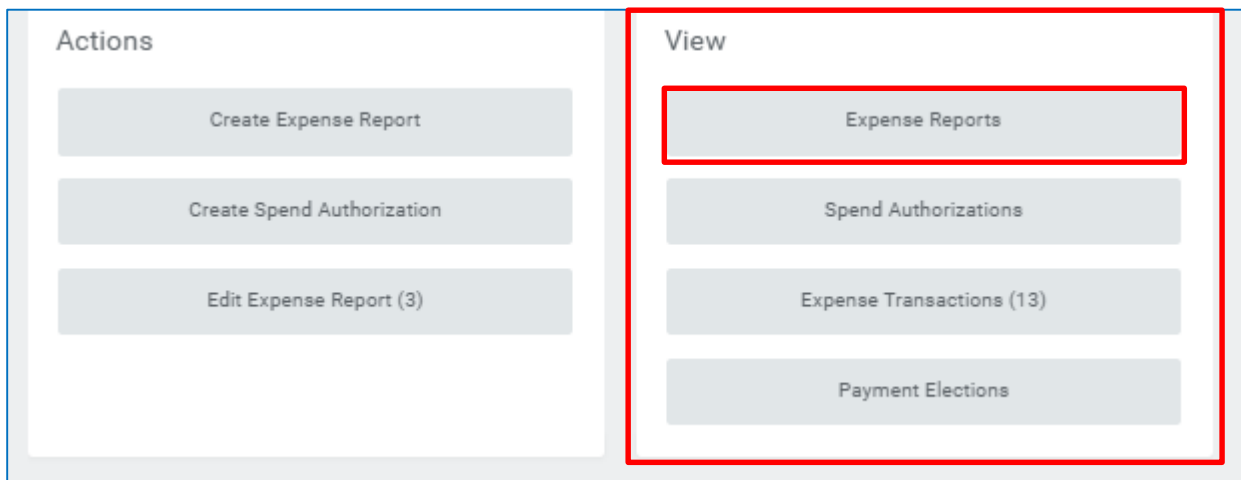 Actions
Create Expense Report
Create Spend Authorization
Edit Expense Report (3)
View
Expense Reports
Spend Authorizations
Expense Transactions (13)
Payment Elections